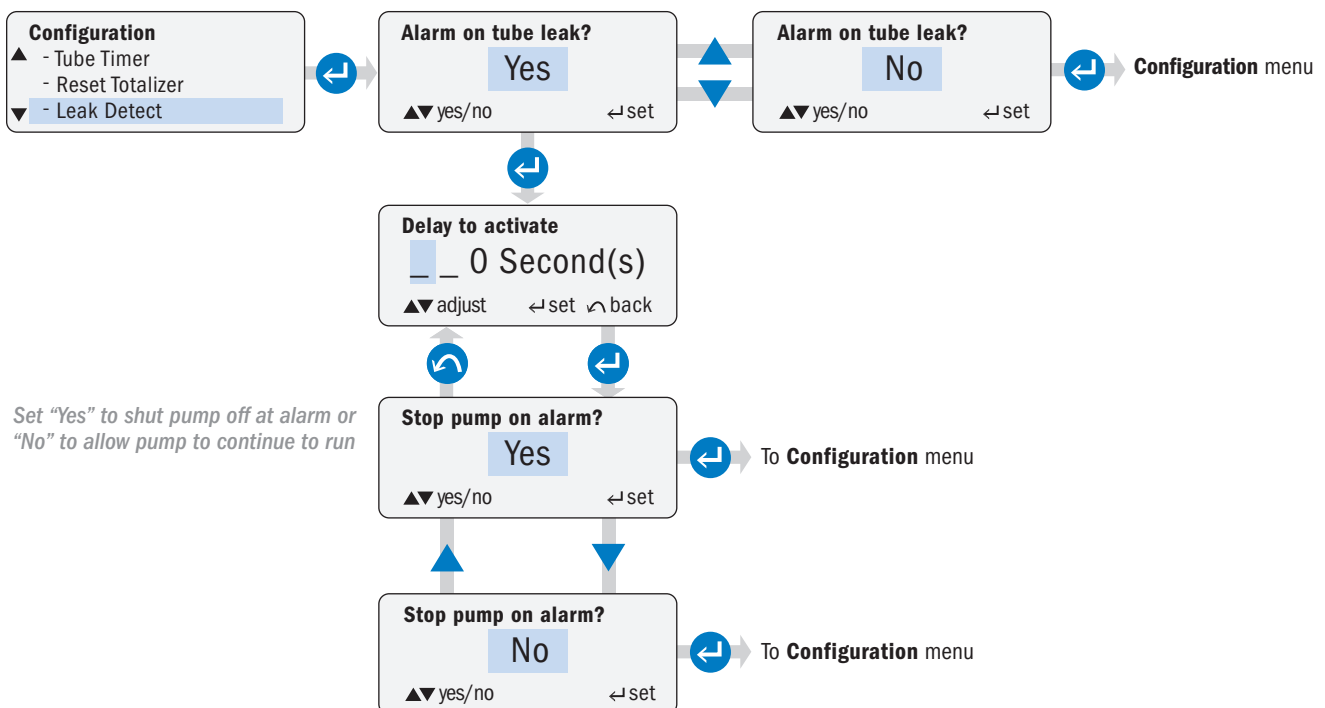 Configuration
- Tube Timer
- Reset Totalizer
- Leak Detect
Alarm on tube leak?
Yes
▲▼ yes/no ↵ set
Alarm on tube leak?
No
▲▼ yes/no ↵ set
Configuration menu
Delay to activate
_ _ 0 Second(s)
▲▼ adjust ↵ set ↶ back
Set “Yes” to shut pump off at alarm or
“No” to allow pump to continue to run
Stop pump on alarm?
Yes
▲▼ yes/no ↵ set
To Configuration menu
Stop pump on alarm?
No
▲▼ yes/no ↵ set
To Configuration menu